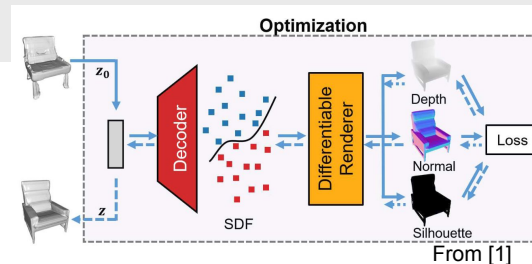 Optimization
z₀
Depth
Decoder
Differentiable
Renderer
Normal
Loss
z
SDF
Silhouette
From [1]